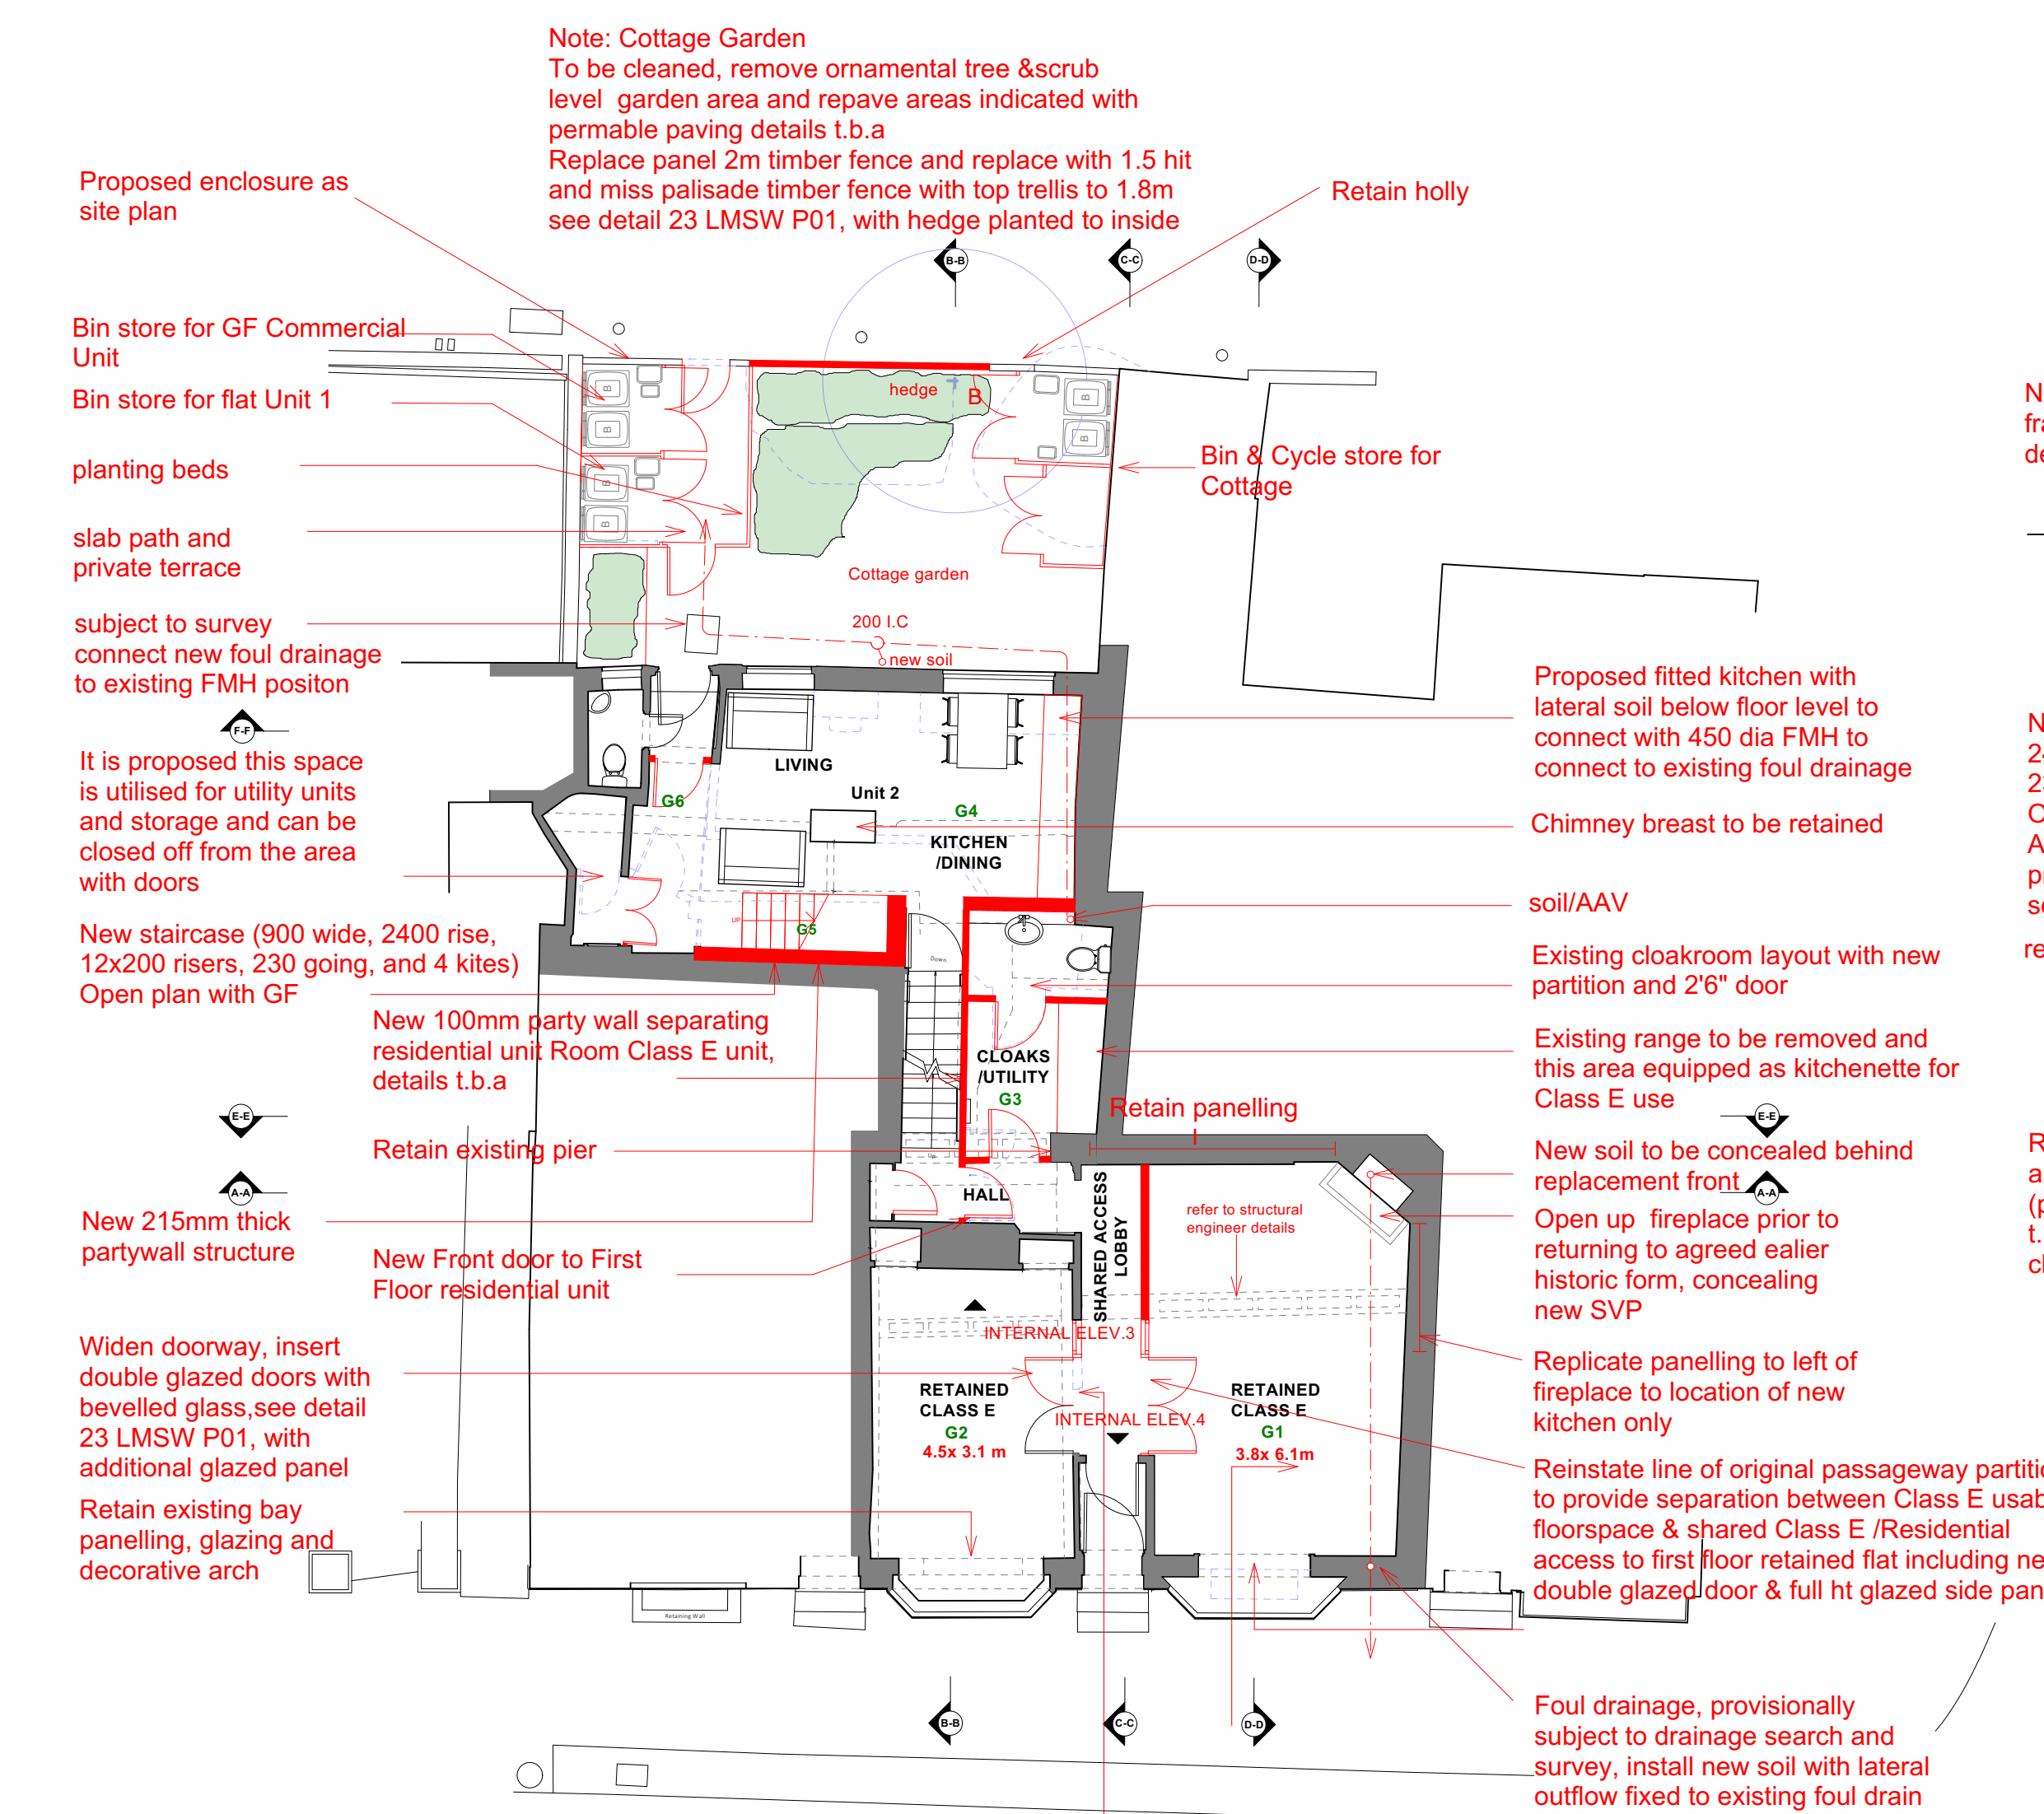 Note: Cottage Garden
To be cleaned, remove ornamental tree &scrub
level garden area and repave areas indicated with
permable paving details t.b.a
Replace panel 2m timber fence and replace with 1.5 hit
and miss palisade timber fence with top trellis to 1.8m
see detail 23 LMSW P01, with hedge planted to inside
Proposed enclosure as
site plan
Retain holly
B-B
C-C
D-D
Bin store for GF Commercial
Unit
Bin store for flat Unit 1
planting beds
slab path and
private terrace
subject to survey
connect new foul drainage
to existing FMH positon
F-F
It is proposed this space
is utilised for utility units
and storage and can be
closed off from the area
with doors
New staircase (900 wide, 2400 rise,
12x200 risers, 230 going, and 4 kites)
Open plan with GF
New 100mm party wall separating
residential unit Room Class E unit,
details t.b.a
E-E
Retain existing pier
A-A
New 215mm thick
partywall structure
New Front door to First
Floor residential unit
Widen doorway, insert
double glazed doors with
bevelled glass,see detail
23 LMSW P01, with
additional glazed panel
Retain existing bay
panelling, glazing and
decorative arch
B
B
B
B
hedge
B
B
B
Bin & Cycle store for
Cottage
Cottage garden
200 I.C
new soil
LIVING
Unit 2
G6
G4
KITCHEN
/DINING
UP
G5
Down
CLOAKS
/UTILITY
G3
Up
Retain panelling
HALL
SHARED ACCESS
LOBBY
refer to structural
engineer details
INTERNAL ELEV.3
RETAINED
CLASS E
G2
4.5x 3.1 m
INTERNAL ELEV.4
RETAINED
CLASS E
G1
3.8x 6.1m
Retaining Wall
B-B
C-C
D-D
Proposed fitted kitchen with
lateral soil below floor level to
connect with 450 dia FMH to
connect to existing foul drainage
Chimney breast to be retained
soil/AAV
Existing cloakroom layout with new
partition and 2'6" door
Existing range to be removed and
this area equipped as kitchenette for
Class E use
E-E
New soil to be concealed behind
replacement front
A-A
Open up fireplace prior to
returning to agreed ealier
historic form, concealing
new SVP
Replicate panelling to left of
fireplace to location of new
kitchen only
Reinstate line of original passageway
to provide separation between Class E
floorspace & shared Class E /Residential
access to first floor retained flat including
double glazed door & full ht glazed side
Foul drainage, provisionally
subject to drainage search and
survey, install new soil with lateral
outflow fixed to existing foul drain